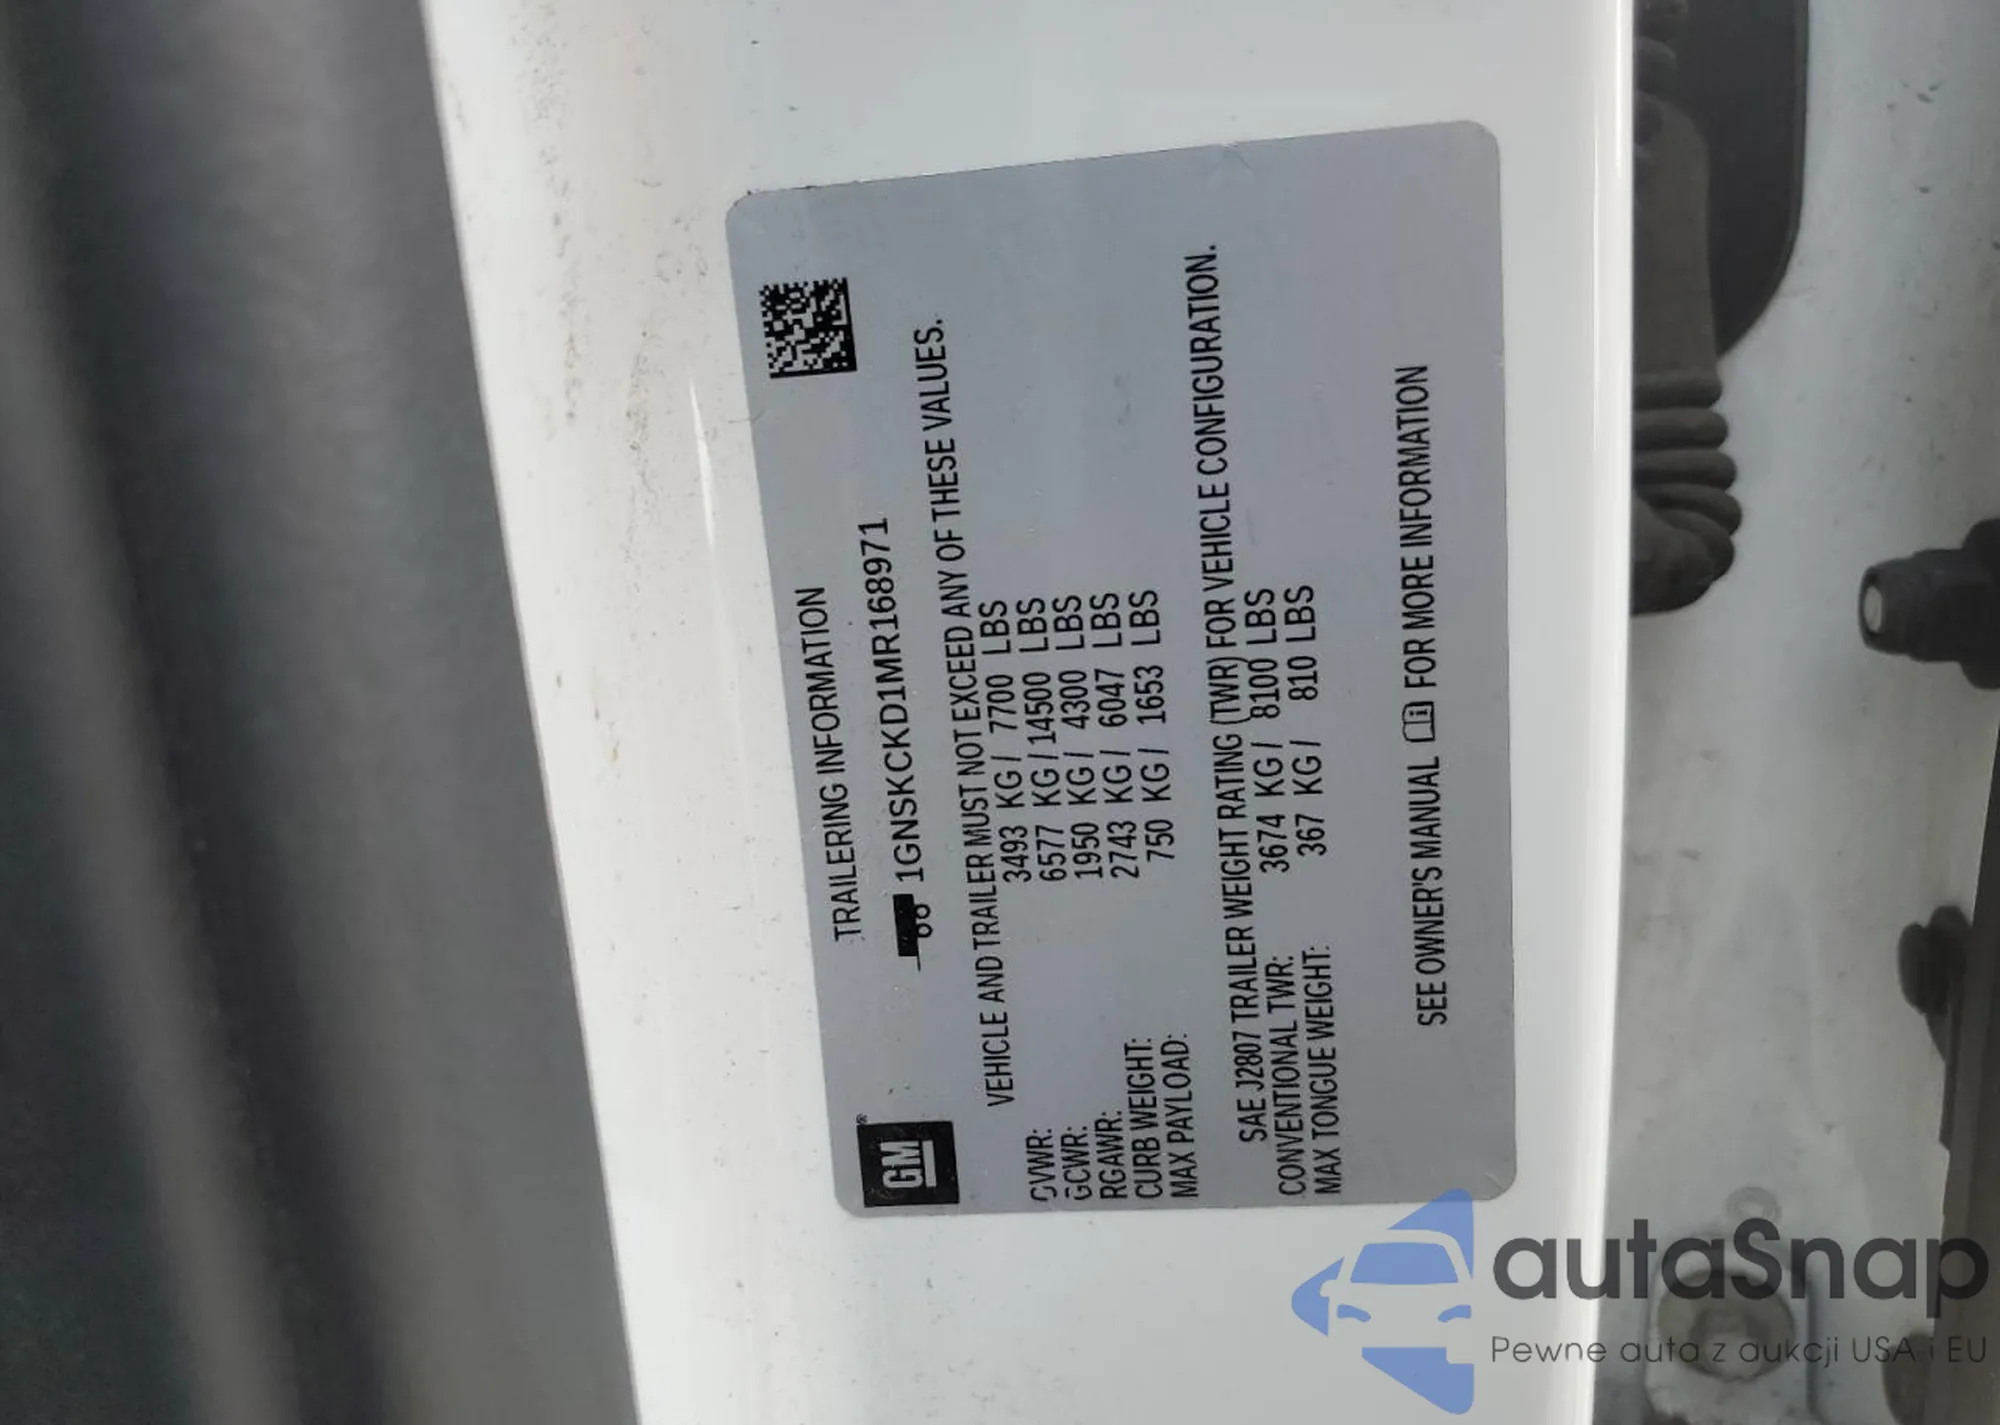 GM
TRAILERING INFORMATION
1GNSKCKD1MR168971
VEHICLE AND TRAILER MUST NOT EXCEED ANY OF THESE VALUES.
GVWR: 3493 KG / 7700 LBS
GCWR: 6577 KG / 14500 LBS
RGAWR: 1950 KG / 4300 LBS
CURB WEIGHT: 2743 KG / 6047 LBS
MAX PAYLOAD: 750 KG / 1653 LBS
SAE J2807 TRAILER WEIGHT RATING (TWR) FOR VEHICLE CONFIGURATION.
CONVENTIONAL TWR: 3674 KG / 8100 LBS
MAX TONGUE WEIGHT: 367 KG / 810 LBS
SEE OWNER'S MANUAL FOR MORE INFORMATION
autaSnap
Pewne auta z aukcji USA i EU